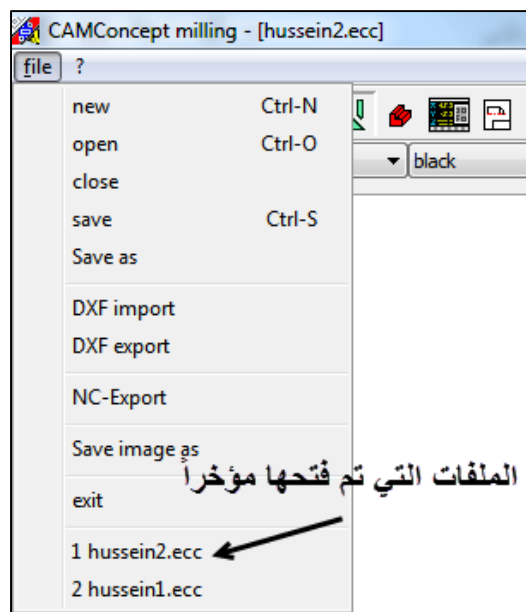 CAMConcept milling - [hussein2.ecc]
file ?
new Ctrl-N
open Ctrl-O
black
close
save Ctrl-S
Save as
DXF import
DXF export
NC-Export
Save image as
الملفات التي تم فتحها مؤخراً
exit
1 hussein2.ecc
2 hussein1.ecc